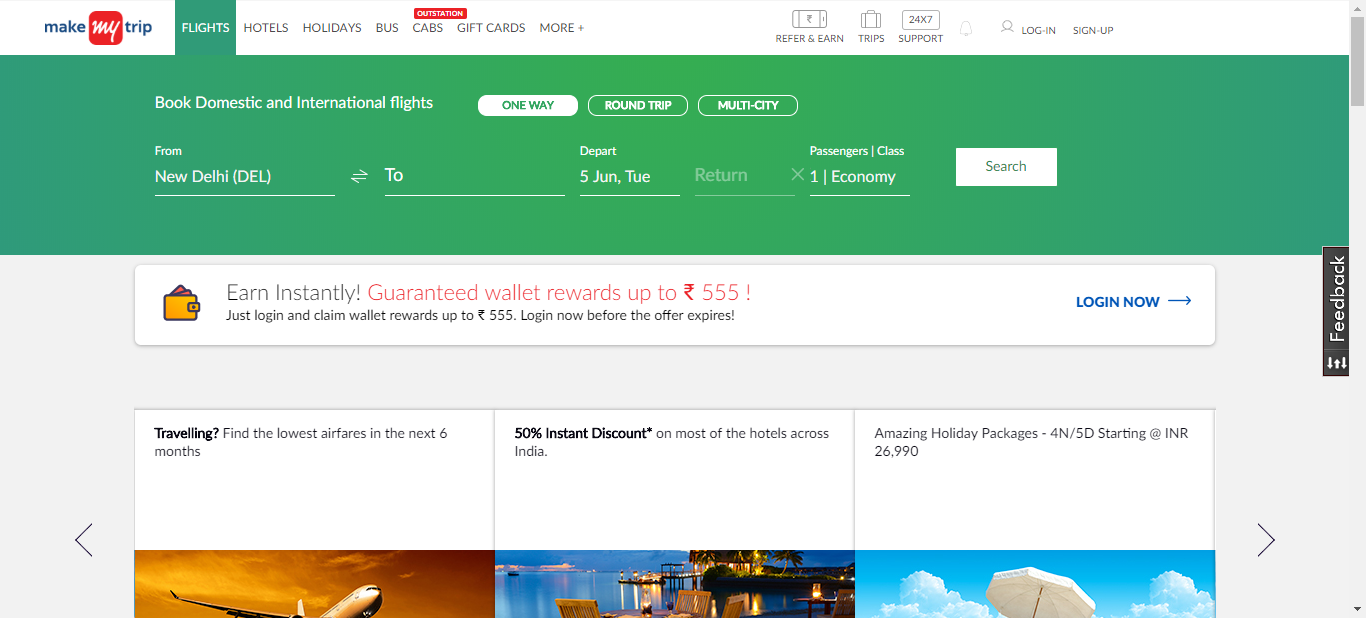 make my trip
FLIGHTS HOTELS HOLIDAYS BUS CABS GIFT CARDS MORE +
OUTSTATION
₹ 24X7
REFER & EARN TRIPS SUPPORT LOG-IN SIGN-UP
Book Domestic and International flights ONE WAY ROUND TRIP MULTI-CITY
From Depart Passengers | Class
New Delhi (DEL) To 5 Jun, Tue Return 1 | Economy Search
Feedback
Earn Instantly! Guaranteed wallet rewards up to ₹ 555 !
Just login and claim wallet rewards up to ₹ 555. Login now before the offer expires!
LOGIN NOW
Travelling? Find the lowest airfares in the next 6
months
50% Instant Discount* on most of the hotels across
India.
Amazing Holiday Packages - 4N/5D Starting @ INR
26,990